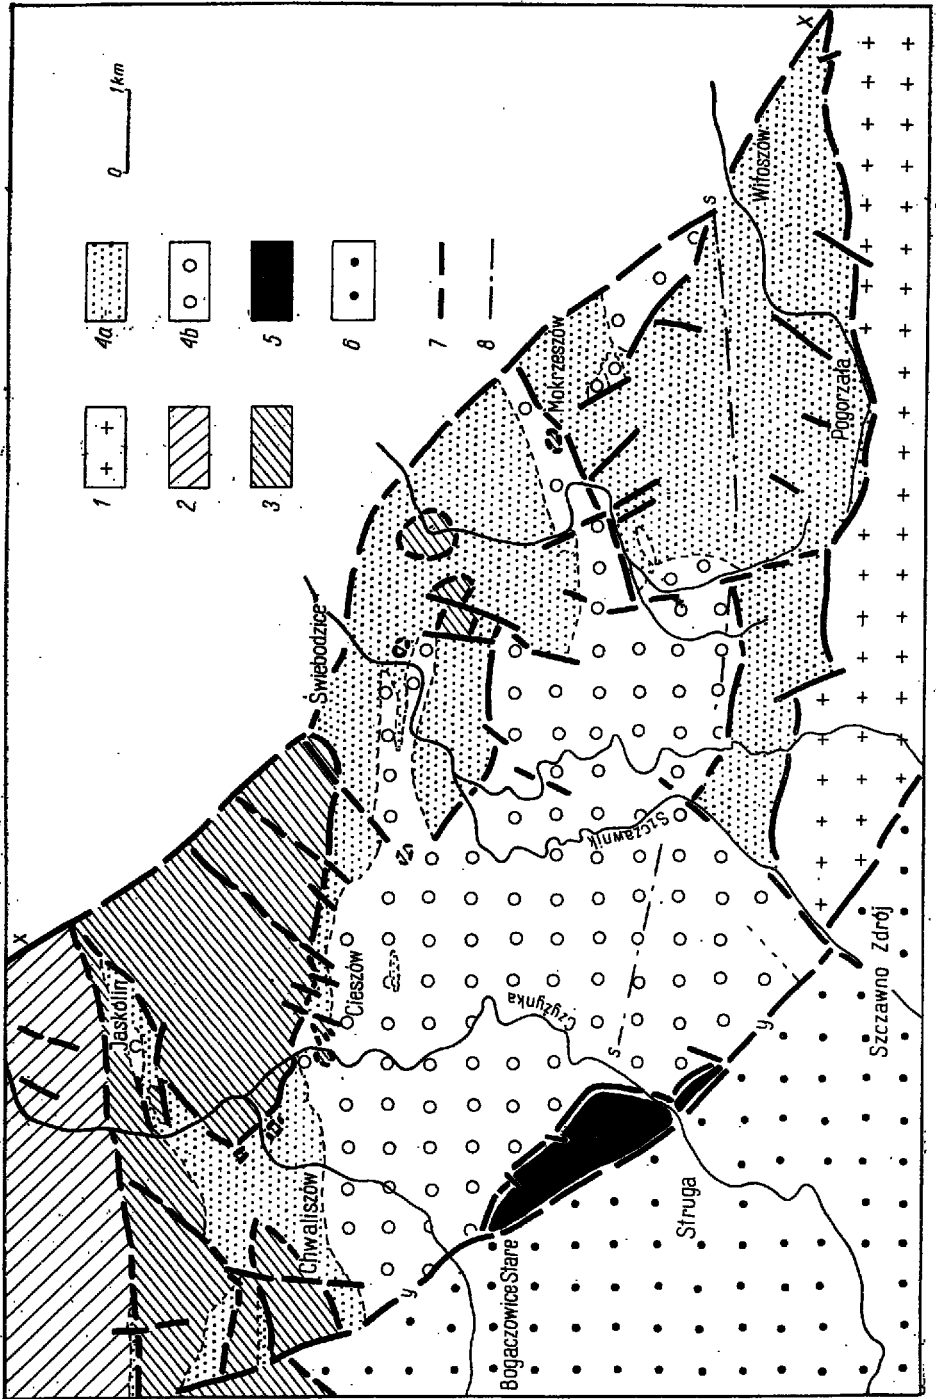 0 1km
1
2
3
4a
4b
5
6
7
8
x
Jaskolin
Świebodzice
Cieszów
Chwaliszów
Mokrzeszów
s
Witoszów
x
Pogorzała
Szczawnik
Czyżynka
s
y
y
Bogaczowice Stare
Struga
Szczawno Zdrój